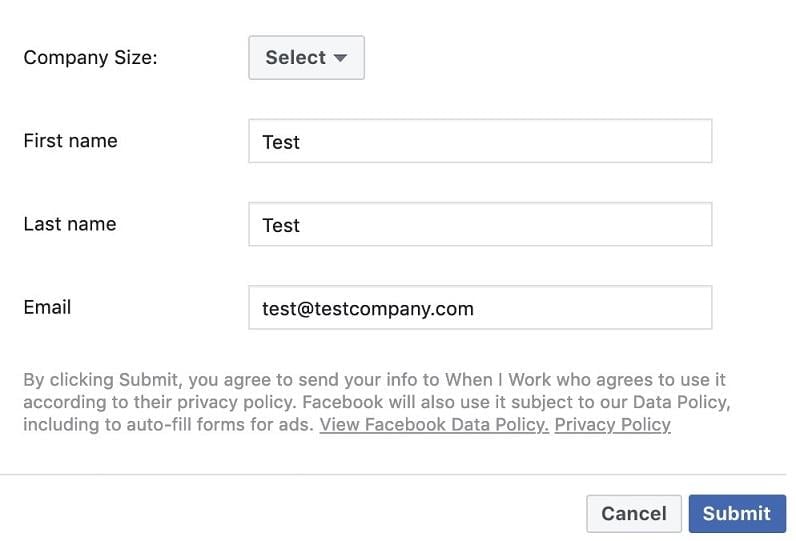 Company Size: Select
First name Test
Last name Test
Email test@testcompany.com
By clicking Submit, you agree to send your info to When I Work who agrees to use it
according to their privacy policy. Facebook will also use it subject to our Data Policy,
including to auto-fill forms for ads. View Facebook Data Policy. Privacy Policy
Cancel Submit